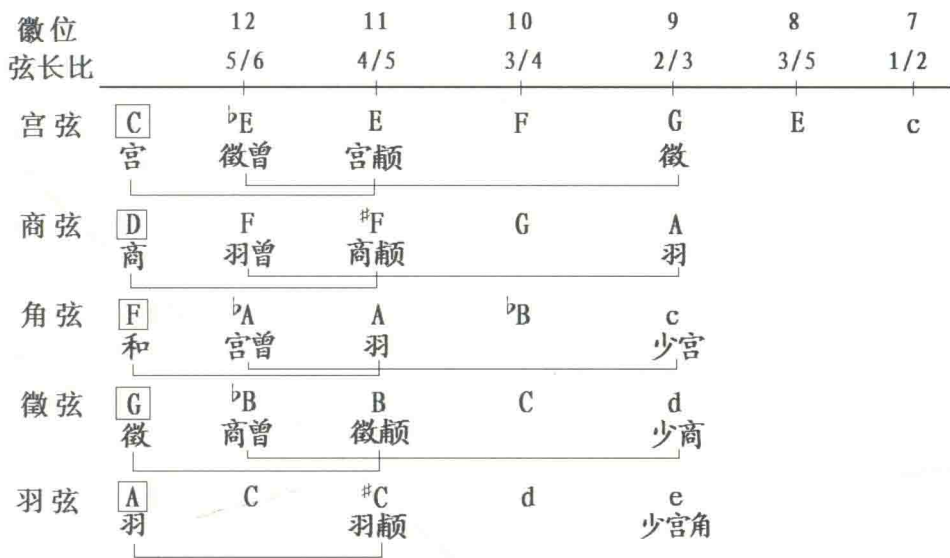 徽位 12 11 10 9 8 7
弦长比 5/6 4/5 3/4 2/3 3/5 1/2
宫弦 C ♭E E F G E c
宫 徵曾 宫颠 徵
商弦 D F ♯F G A
商 羽曾 商颠 羽
角弦 F ♭A A ♭B c
和 宫曾 羽 少宫
徵弦 G ♭B B C d
徵 商曾 徵颠 少商
羽弦 A C ♯C d e
羽 羽颠 少宫角